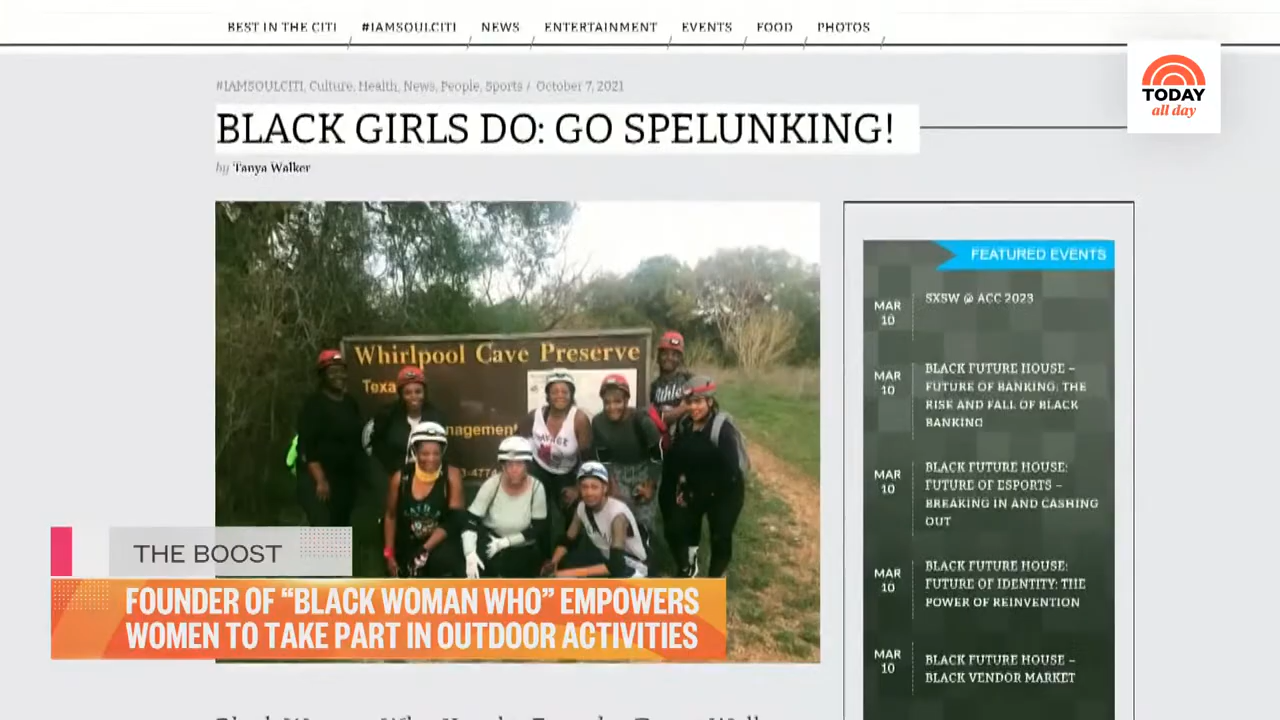 BEST IN THE CITI #IAMSOULCITI NEWS ENTERTAINMENT EVENTS FOOD PHOTOS
TODAY
all day
#IAMSOULCITI, Culture, Health, News, People, Sports / October 7, 2021
BLACK GIRLS DO: GO SPELUNKING!
by Tanya Walker
Whirlpool Cave Preserve
Texa
nagement
FEATURED EVENTS
MAR 10
SXSW @ ACC 2023
MAR 10
BLACK FUTURE HOUSE –
FUTURE OF BANKING: THE
RISE AND FALL OF BLACK
BANKING
MAR 10
BLACK FUTURE HOUSE:
FUTURE OF ESPORTS –
BREAKING IN AND CASHING
OUT
MAR 10
BLACK FUTURE HOUSE:
FUTURE OF IDENTITY: THE
POWER OF REINVENTION
MAR 10
BLACK FUTURE HOUSE –
BLACK VENDOR MARKET
THE BOOST
FOUNDER OF “BLACK WOMAN WHO” EMPOWERS
WOMEN TO TAKE PART IN OUTDOOR ACTIVITIES